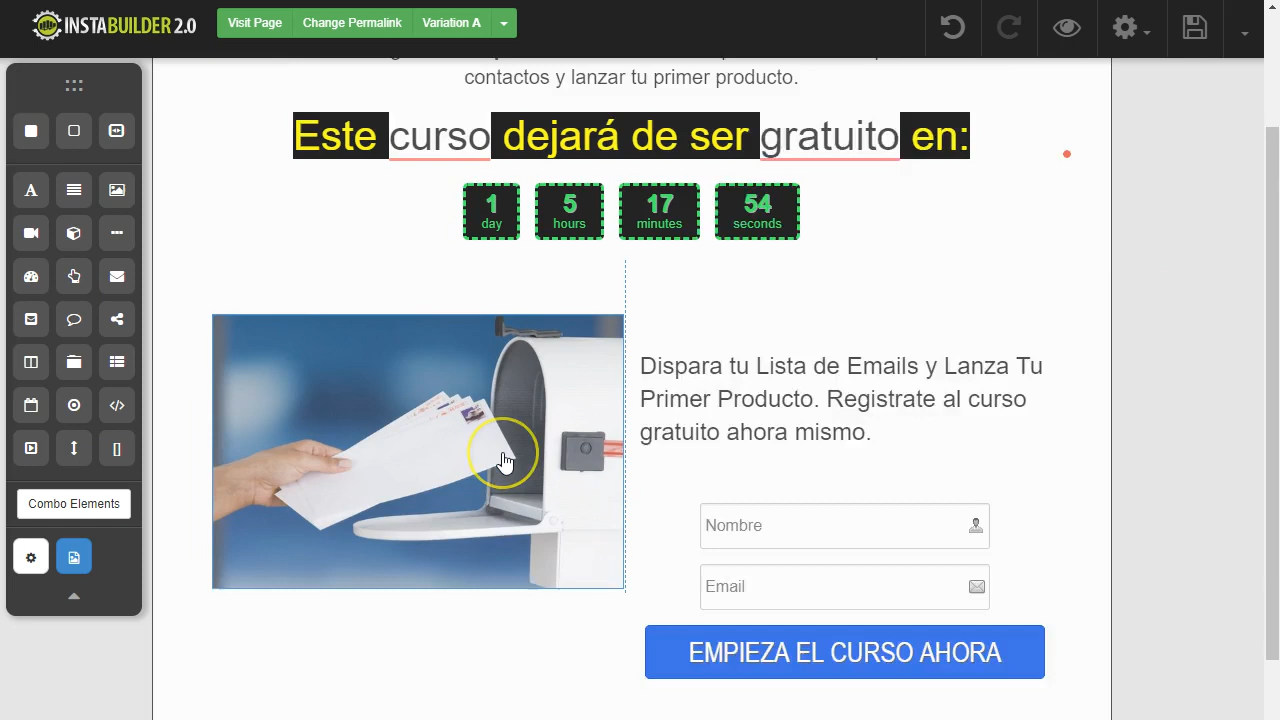 INSTABUILDER 2.0
Visit Page
Change Permalink
Variation A
contactos y lanzar tu primer producto.
Este curso dejará de ser gratuito en:
1 5 17 54
day hours minutes seconds
Dispara tu Lista de Emails y Lanza Tu
Primer Producto. Registrate al curso
gratuito ahora mismo.
Nombre
Email
EMPIEZA EL CURSO AHORA
Combo Elements